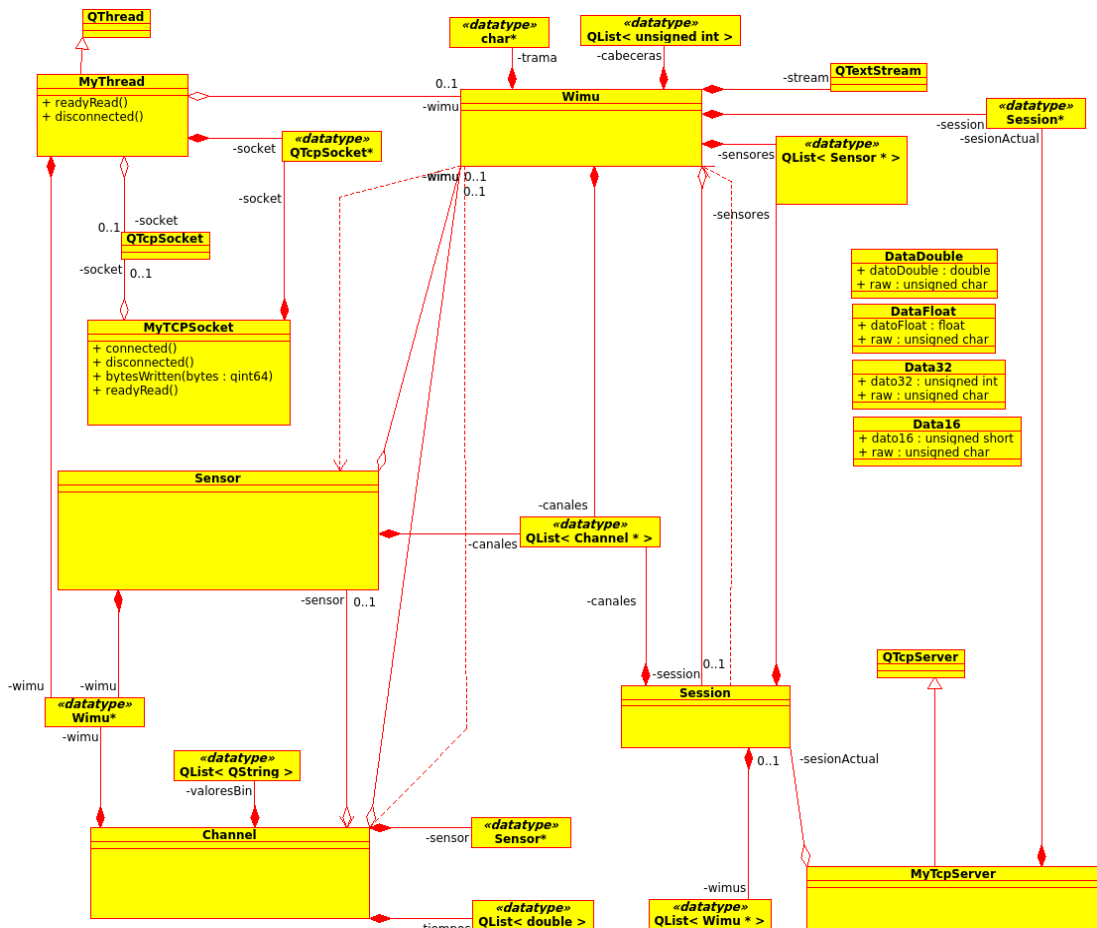 QThread
MyThread
+ readyRead()
+ disconnected()
«datatype»
char*
-trama
«datatype»
QList< unsigned int >
-cabeceras
QTextStream
-stream
0..1
-wimu
Wimu
«datatype»
Session*
-session
-sesionActual
«datatype»
QTcpSocket*
-socket
-socket
«datatype»
QList< Sensor * >
-sensores
-sensores
-wimu
0..1
0..1
-socket
0..1
QTcpSocket
-socket
0..1
MyTCPSocket
+ connected()
+ disconnected()
+ bytesWritten(bytes : qint64)
+ readyRead()
DataDouble
+ datoDouble : double
+ raw : unsigned char
DataFloat
+ datoFloat : float
+ raw : unsigned char
Data32
+ dato32 : unsigned int
+ raw : unsigned char
Data16
+ dato16 : unsigned short
+ raw : unsigned char
Sensor
-canales
«datatype»
QList< Channel * >
-canales
-canales
-sensor
0..1
-wimu
-wimu
«datatype»
Wimu*
-wimu
-session
0..1
Session
0..1
-sesionActual
QTcpServer
«datatype»
QList< QString >
-valoresBin
Channel
-sensor
«datatype»
Sensor*
-wimus
«datatype»
QList< Wimu * >
MyTcpServer
-tiempos
«datatype»
QList< double >